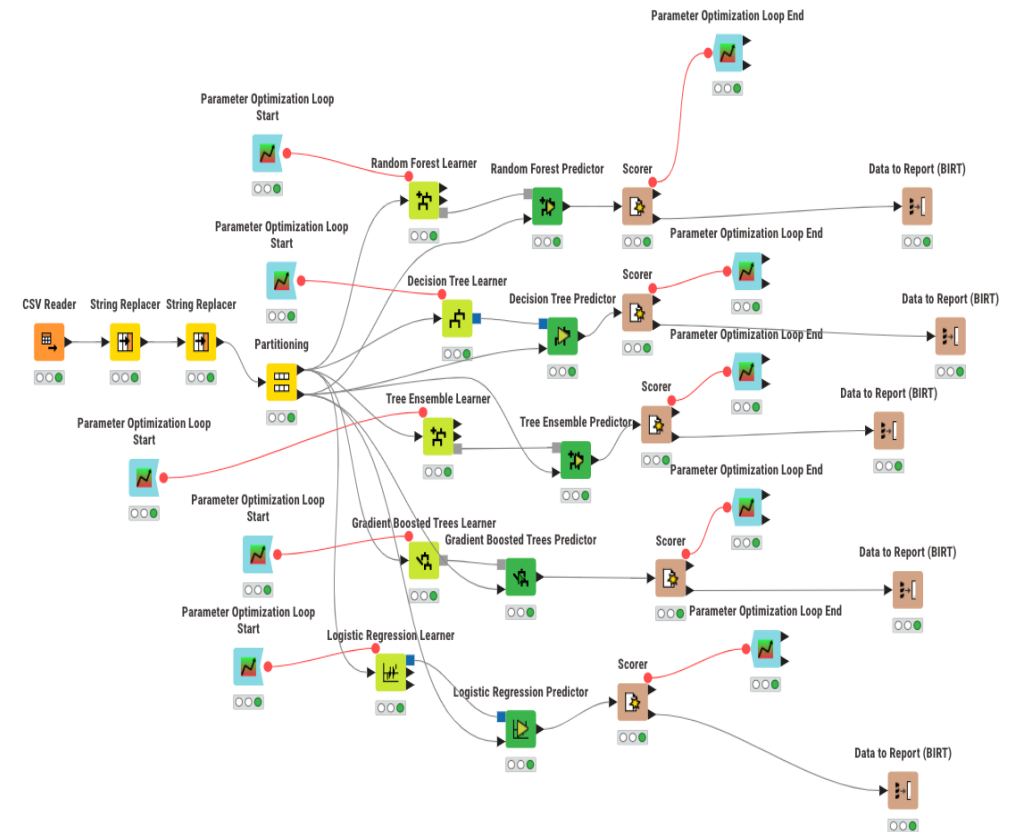 Parameter Optimization Loop End
Parameter Optimization Loop
Start
Random Forest Learner
Random Forest Predictor
Scorer
Data to Report (BIRT)
Parameter Optimization Loop
Start
Parameter Optimization Loop End
Decision Tree Learner
Scorer
Decision Tree Predictor
Data to Report (BIRT)
CSV Reader
String Replacer
String Replacer
Partitioning
Parameter Optimization Loop End
Scorer
Data to Report (BIRT)
Tree Ensemble Learner
Tree Ensemble Predictor
Parameter Optimization Loop
Start
Parameter Optimization Loop End
Parameter Optimization Loop
Start
Gradient Boosted Trees Learner
Gradient Boosted Trees Predictor
Scorer
Data to Report (BIRT)
Parameter Optimization Loop
Start
Parameter Optimization Loop End
Logistic Regression Learner
Scorer
Logistic Regression Predictor
Data to Report (BIRT)